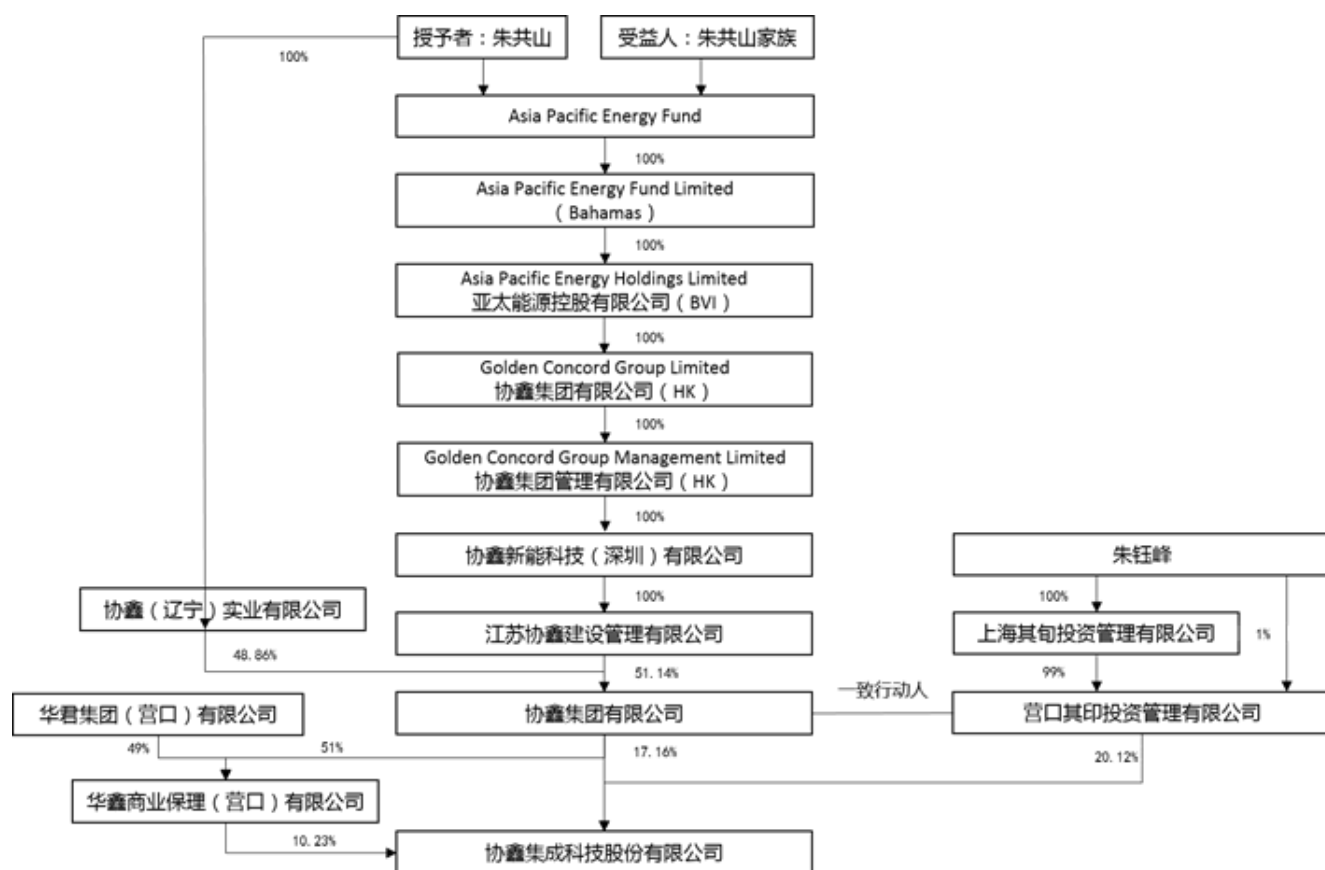 授予者：朱共山
受益人：朱共山家族
100%
Asia Pacific Energy Fund
100%
Asia Pacific Energy Fund Limited
（Bahamas）
100%
Asia Pacific Energy Holdings Limited
亚太能源控股有限公司（BVI）
100%
Golden Concord Group Limited
协鑫集团有限公司（HK）
100%
Golden Concord Group Management Limited
协鑫集团管理有限公司（HK）
100%
协鑫新能科技（深圳）有限公司
朱钰峰
100%
100%
协鑫（辽宁）实业有限公司
江苏协鑫建设管理有限公司
上海其旬投资管理有限公司
1%
48.86%
51.14%
99%
一致行动人
华君集团（营口）有限公司
协鑫集团有限公司
营口其印投资管理有限公司
49%
51%
17.16%
20.12%
华鑫商业保理（营口）有限公司
10.23%
协鑫集成科技股份有限公司